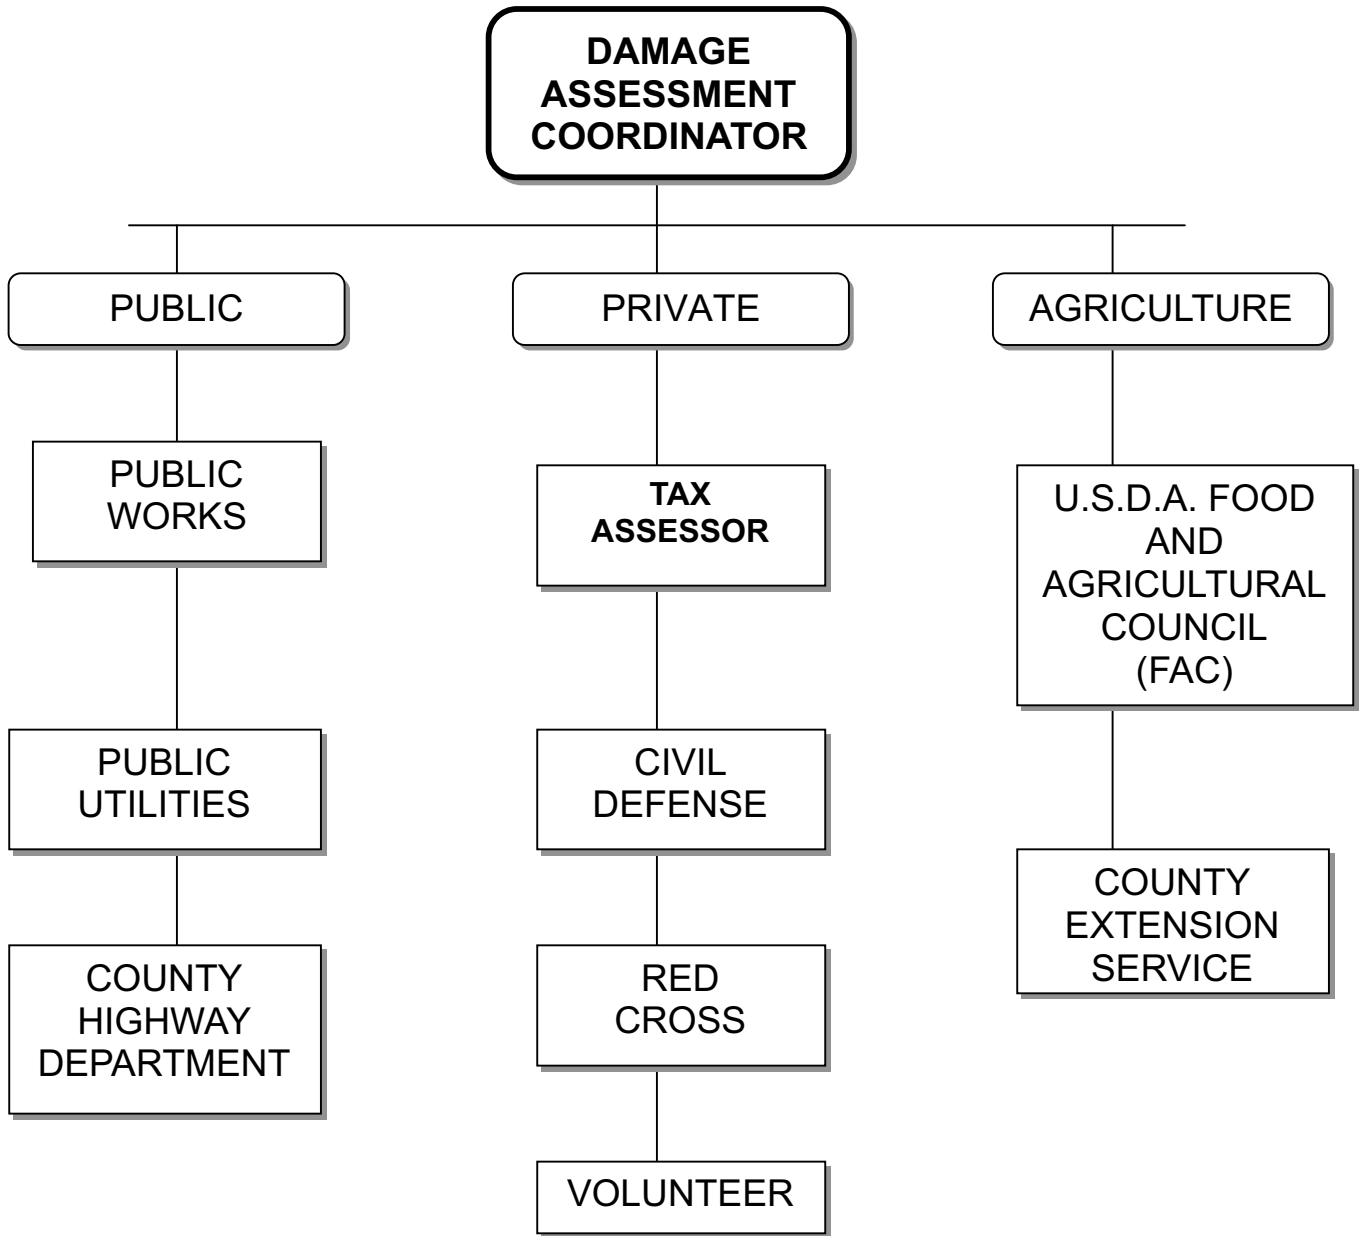 DAMAGE
ASSESSMENT
COORDINATOR
PUBLIC
PRIVATE
AGRICULTURE
PUBLIC
WORKS
TAX
ASSESSOR
U.S.D.A. FOOD
AND
AGRICULTURAL
COUNCIL
(FAC)
PUBLIC
UTILITIES
CIVIL
DEFENSE
COUNTY
EXTENSION
SERVICE
COUNTY
HIGHWAY
DEPARTMENT
RED
CROSS
VOLUNTEER